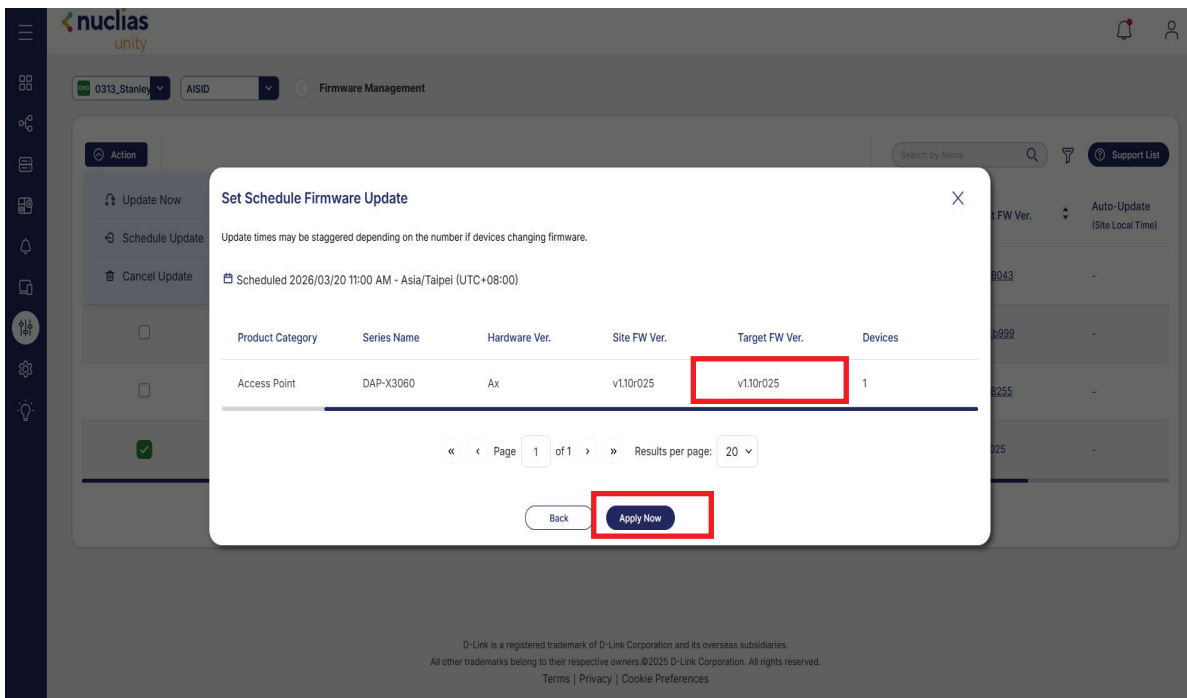 nuclias
unity
0313_Stanley
AISID
Firmware Management
Action
Search by Name
Support List
Update Now
Schedule Update
Cancel Update
t FW Ver.
Auto-Update
(Site Local Time)
Set Schedule Firmware Update
Update times may be staggered depending on the number if devices changing firmware.
Scheduled 2026/03/20 11:00 AM - Asia/Taipei (UTC+08:00)
Product Category Series Name Hardware Ver. Site FW Ver. Target FW Ver. Devices
Access Point DAP-X3060 Ax v1.10r025 v1.10r025 1
« ‹ Page 1 of 1 › » Results per page: 20
Back Apply Now
8043 -
b999 -
8255 -
025 -
D-Link is a registered trademark of D-Link Corporation and its overseas subsidiaries.
All other trademarks belong to their respective owners.©2025 D-Link Corporation. All rights reserved.
Terms | Privacy | Cookie Preferences